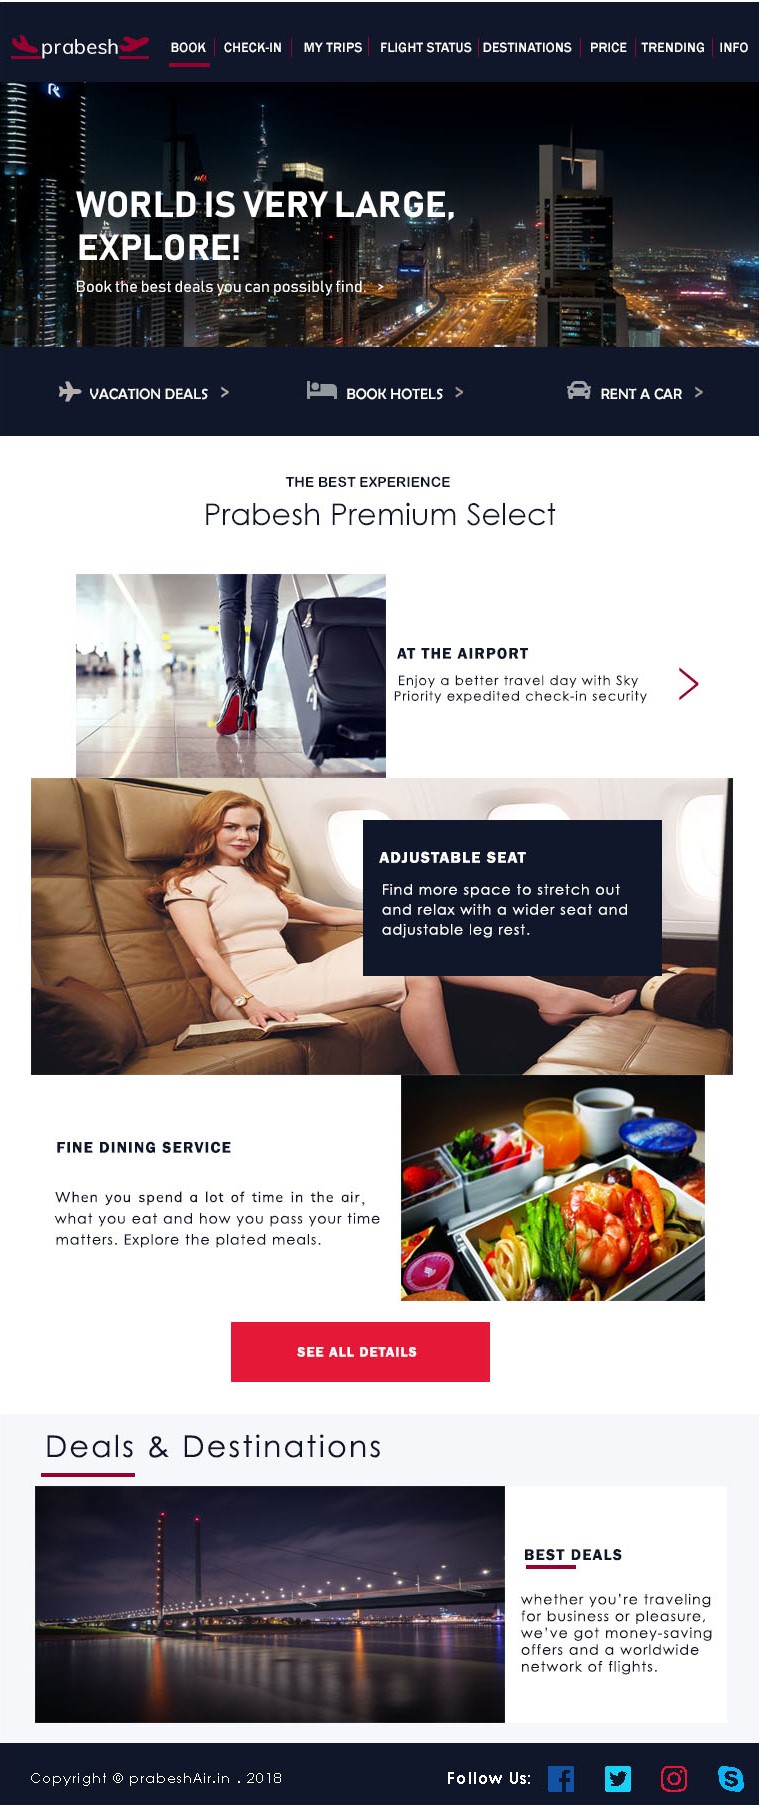 prabesh
BOOK CHECK-IN MY TRIPS FLIGHT STATUS DESTINATIONS PRICE TRENDING INFO
WORLD IS VERY LARGE,
EXPLORE!
Book the best deals you can possibly find. >
VACATION DEALS > BOOK HOTELS > RENT A CAR >
THE BEST EXPERIENCE
Prabesh Premium Select
AT THE AIRPORT
Enjoy a better travel day with Sky
Priority expedited check-in security
ADJUSTABLE SEAT
Find more space to stretch out
and relax with a wider seat and
adjustable leg rest.
FINE DINING SERVICE
When you spend a lot of time in the air,
what you eat and how you pass your time
matters. Explore the plated meals.
SEE ALL DETAILS
Deals & Destinations
BEST DEALS
whether you're traveling
for business or pleasure,
we've got money-saving
offers and a worldwide
network of flights.
Copyright © prabeshAir.in . 2018 Follow Us: